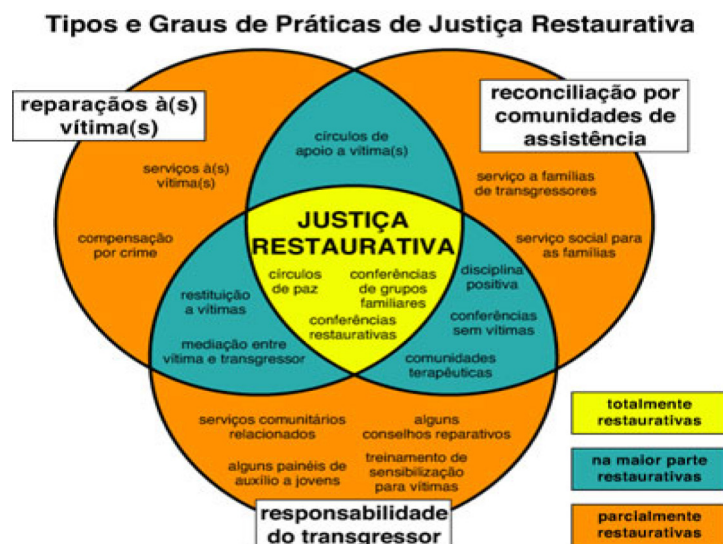 Tipos e Graus de Práticas de Justiça Restaurativa
reparaçãos à(s)
vítima(s)
reconciliação por
comunidades de
assistência
círculos de
apoio a vítima(s)
serviços à(s)
vítima(s)
serviço a famílias
de transgressores
compensação
por crime
JUSTIÇA
RESTAURATIVA
serviço social para
as famílias
círculos
de paz
conferências
de grupos
familiares
conferências
restaurativas
disciplina
positiva
restituição
a vítimas
conferências
sem vítimas
mediação entre
vítima e transgressor
comunidades
terapêuticas
serviços comunitários
relacionados
alguns
conselhos reparativos
alguns painéis de
auxílio a jovens
treinamento de
sensibilização
para vítimas
responsabilidade
do transgressor
totalmente
restaurativas
na maior parte
restaurativas
parcialmente
restaurativas